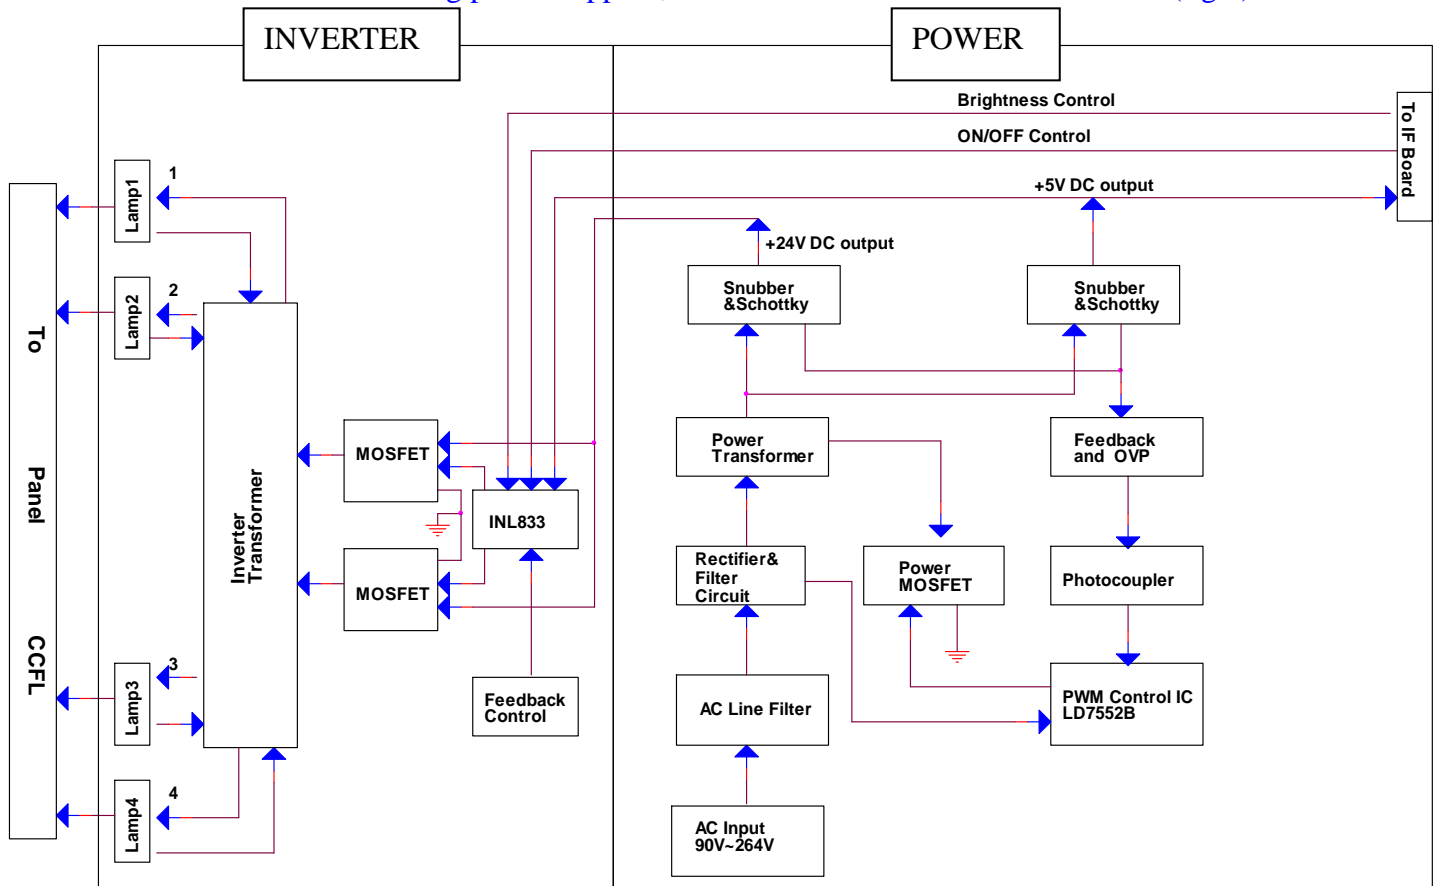 INVERTER
POWER
Brightness Control
ON/OFF Control
+5V DC output
To IF Board
+24V DC output
Snubber
&Schottky
Snubber
&Schottky
Lamp1
1
Lamp2
2
To Panel CCFL
Inverter
Transformer
MOSFET
MOSFET
INL833
Feedback
Control
Power
Transformer
Feedback
and OVP
Rectifier&
Filter
Circuit
Power
MOSFET
Photocoupler
Lamp3
3
AC Line Filter
PWM Control IC
LD7552B
Lamp4
4
AC Input
90V~264V